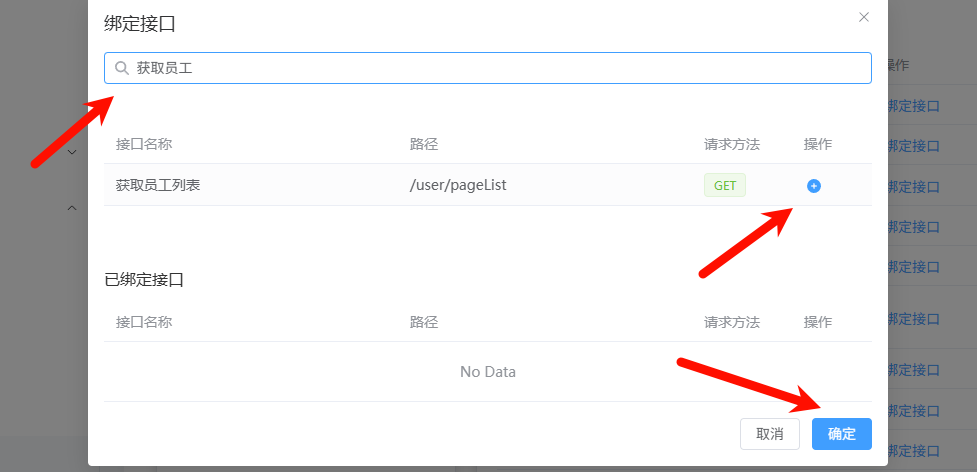 绑定接口
获取员工
接口名称 路径 请求方法 操作
获取员工列表 /user/pageList GET
已绑定接口
接口名称 路径 请求方法 操作
No Data
取消 确定
操作
绑定接口
绑定接口
绑定接口
绑定接口
绑定接口
绑定接口
绑定接口
绑定接口
绑定接口